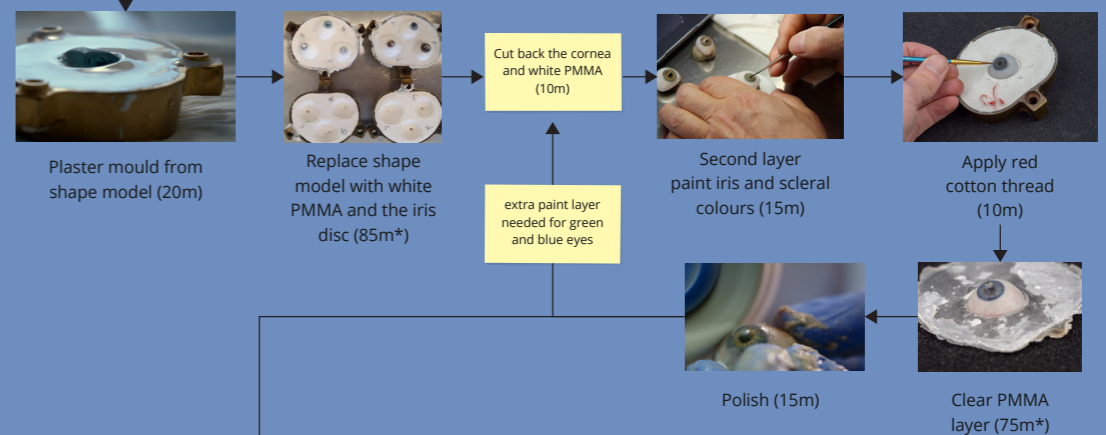 Plaster mould from
shape model (20m)
Replace shape
model with white
PMMA and the iris
disc (85m*)
Cut back the cornea
and white PMMA
(10m)
Second layer
paint iris and scleral
colours (15m)
Apply red
cotton thread
(10m)
extra paint layer
needed for green
and blue eyes
Polish (15m)
Clear PMMA
layer (75m*)